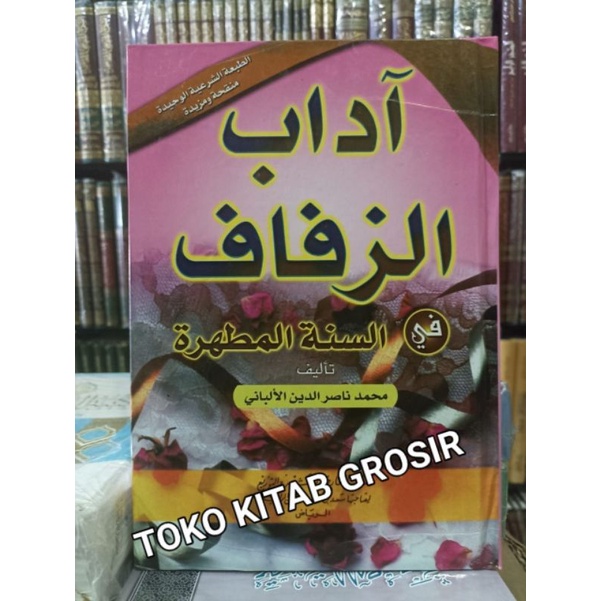 الطبعة الشرعية الوحيدة
منقحة ومزيدة
آداب
الزفاف
في السنة المطهرة
تأليف
محمد ناصر الدين الألباني
TOKO KITAB GROSIR